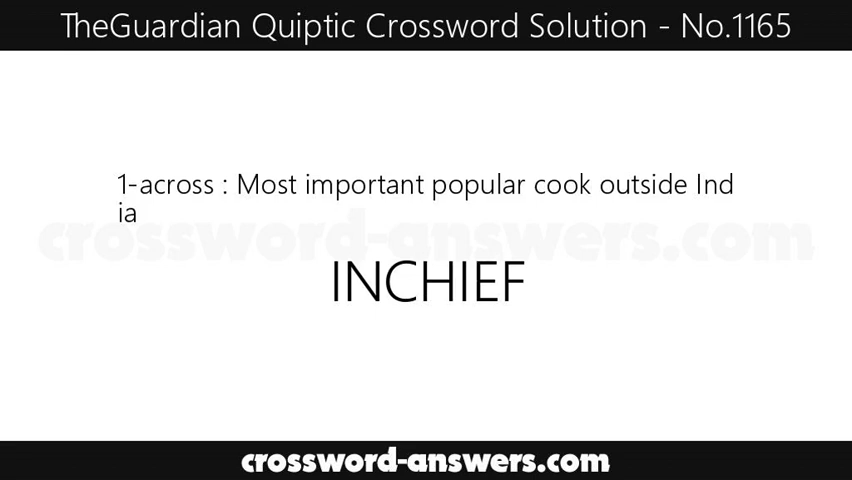 TheGuardian Quiptic Crossword Solution - No.1165
1-across : Most important popular cook outside Ind
ia
crossword-answers.com
INCHIEF
crossword-answers.com